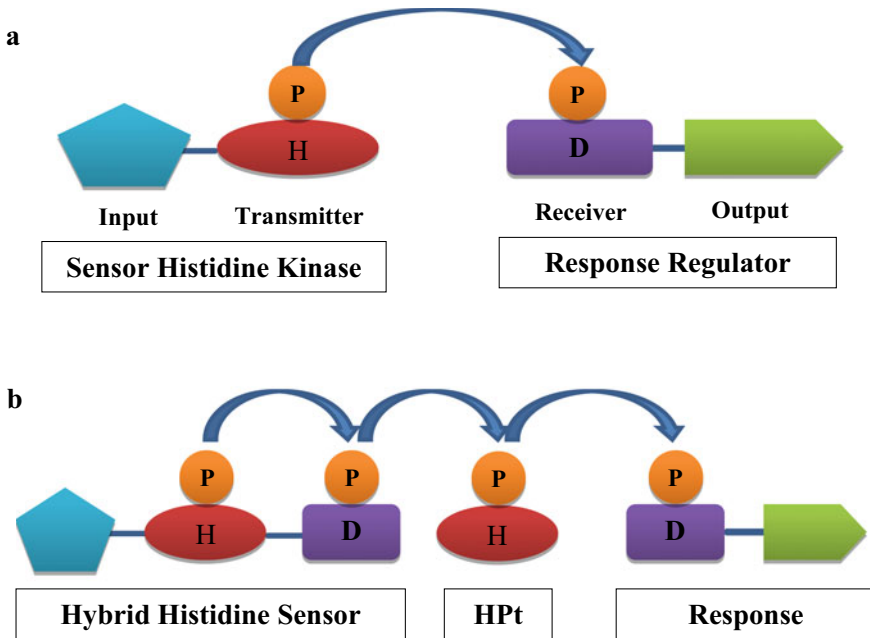 a
P
P
H
D
Input
Transmitter
Receiver
Output
Sensor Histidine Kinase
Response Regulator
b
P
P
P
P
H
D
H
D
Hybrid Histidine Sensor
HPt
Response